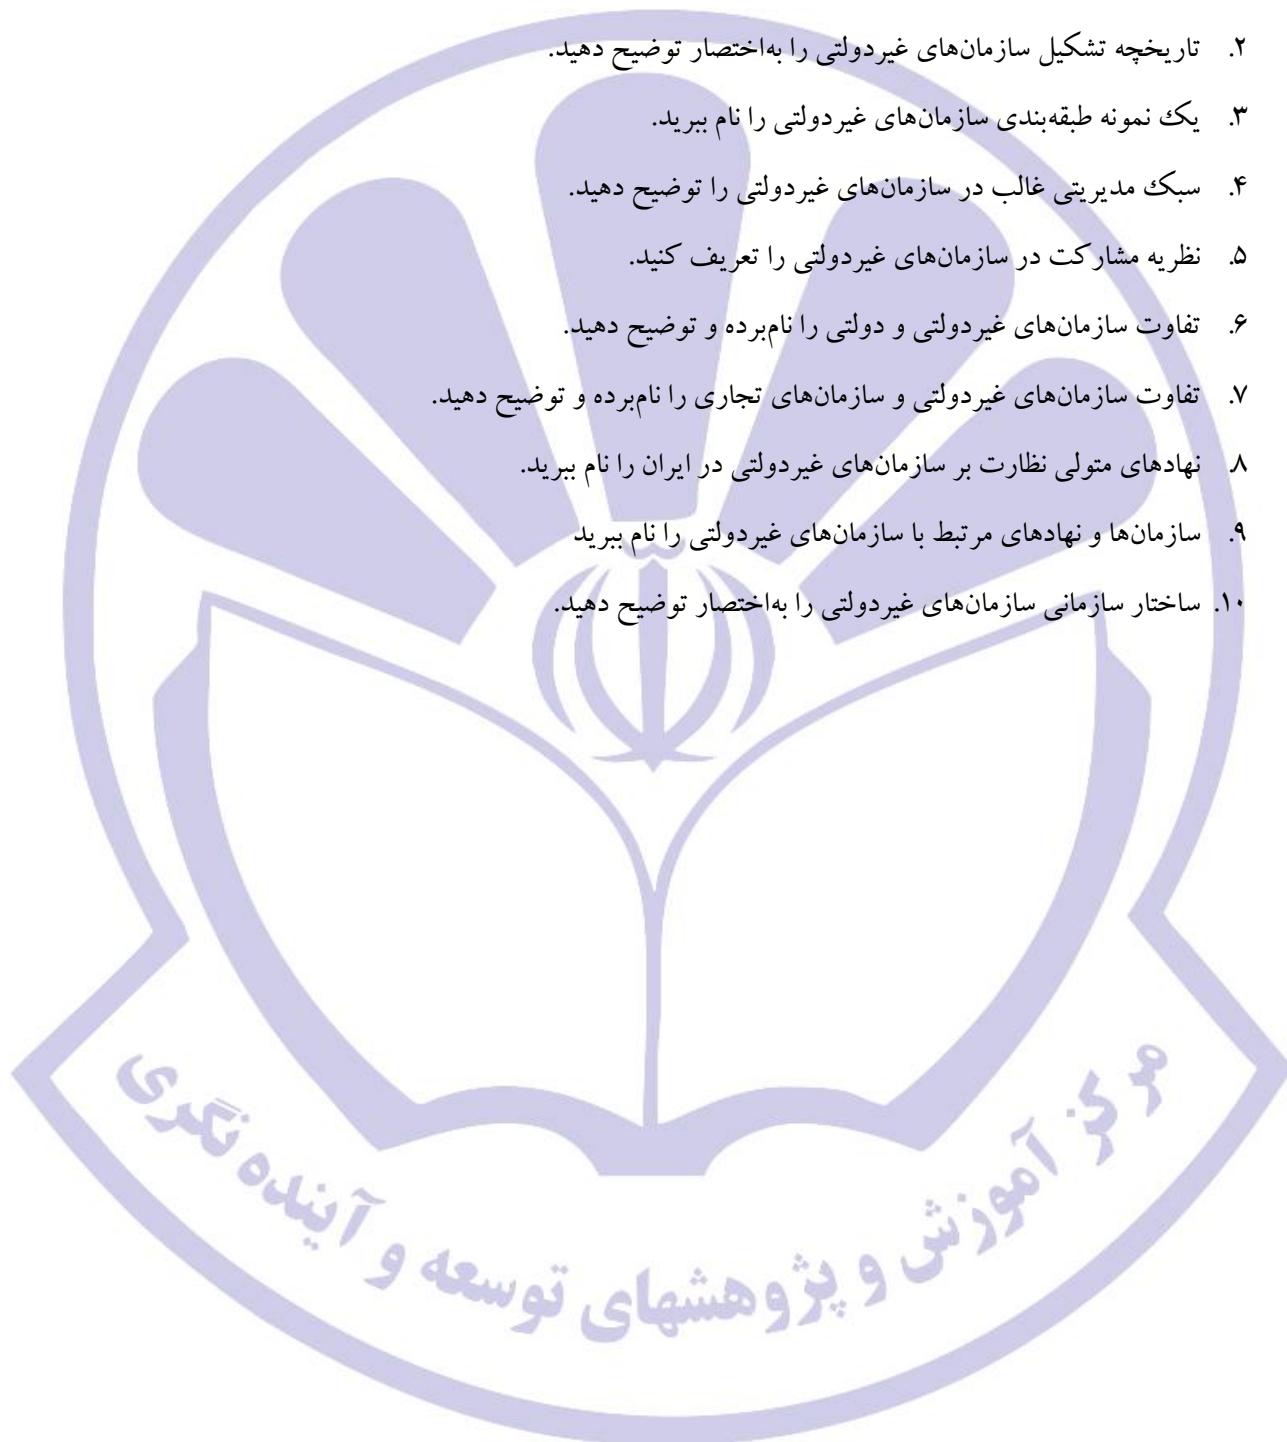 ۲. تاریخچه تشکیل سازمان‌های غیردولتی را به‌اختصار توضیح دهید.
۳. یک نمونه طبقه‌بندی سازمان‌های غیردولتی را نام ببرید.
۴. سبک مدیریتی غالب در سازمان‌های غیردولتی را توضیح دهید.
۵. نظریه مشارکت در سازمان‌های غیردولتی را تعریف کنید.
۶. تفاوت سازمان‌های غیردولتی و دولتی را نام‌برده و توضیح دهید.
۷. تفاوت سازمان‌های غیردولتی و سازمان‌های تجاری را نام‌برده و توضیح دهید.
۸. نهادهای متولی نظارت بر سازمان‌های غیردولتی در ایران را نام ببرید.
۹. سازمان‌ها و نهادهای مرتبط با سازمان‌های غیردولتی را نام ببرید
۱۰. ساختار سازمانی سازمان‌های غیردولتی را به‌اختصار توضیح دهید.
مرکز آموزش و پژوهشهای توسعه و آینده نگری